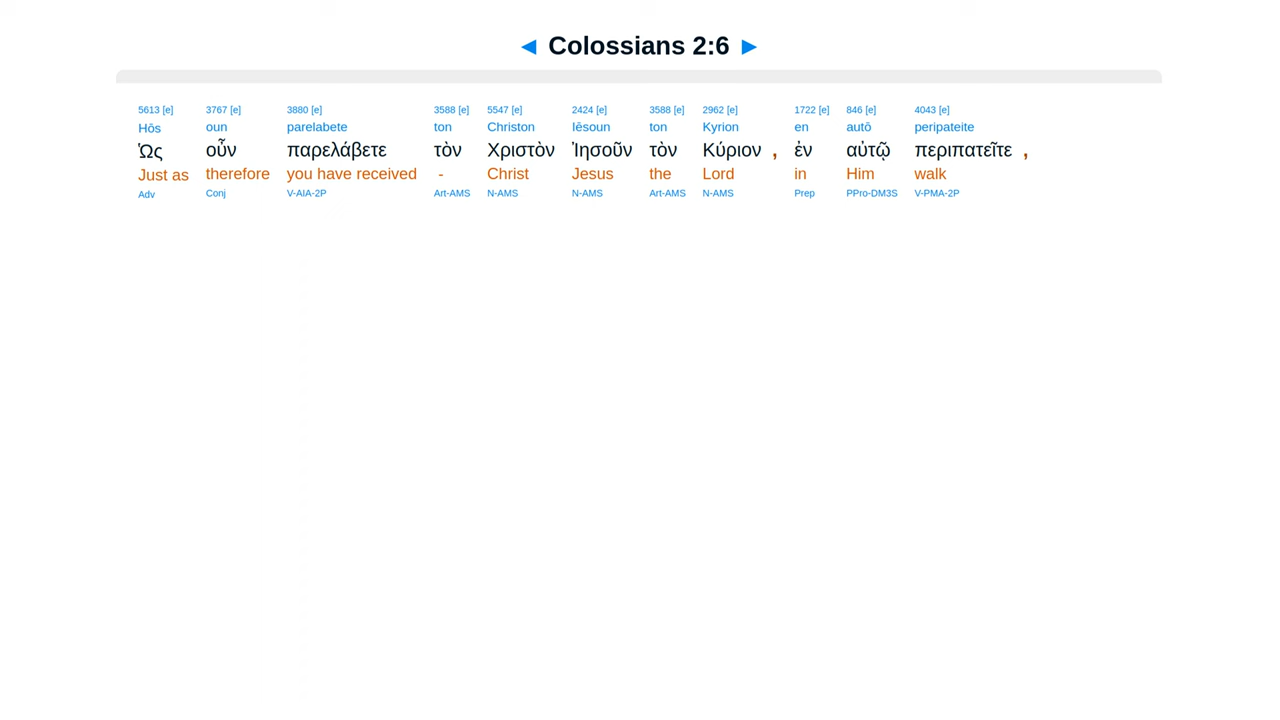 ◄ Colossians 2:6 ►
5613 [e] 3767 [e] 3880 [e] 3588 [e] 5547 [e] 2424 [e] 3588 [e] 2962 [e] 1722 [e] 846 [e] 4043 [e]
Hōs oun parelabete ton Christon Iēsoun ton Kyrion en autō peripateite
Ὡς οὖν παρελάβετε τὸν Χριστὸν Ἰησοῦν τὸν Κύριον , ἐν αὐτῷ περιπατεῖτε ,
Just as therefore you have received - Christ Jesus the Lord in Him walk
Adv Conj V-AIA-2P Art-AMS N-AMS N-AMS Art-AMS N-AMS Prep PPro-DM3S V-PMA-2P